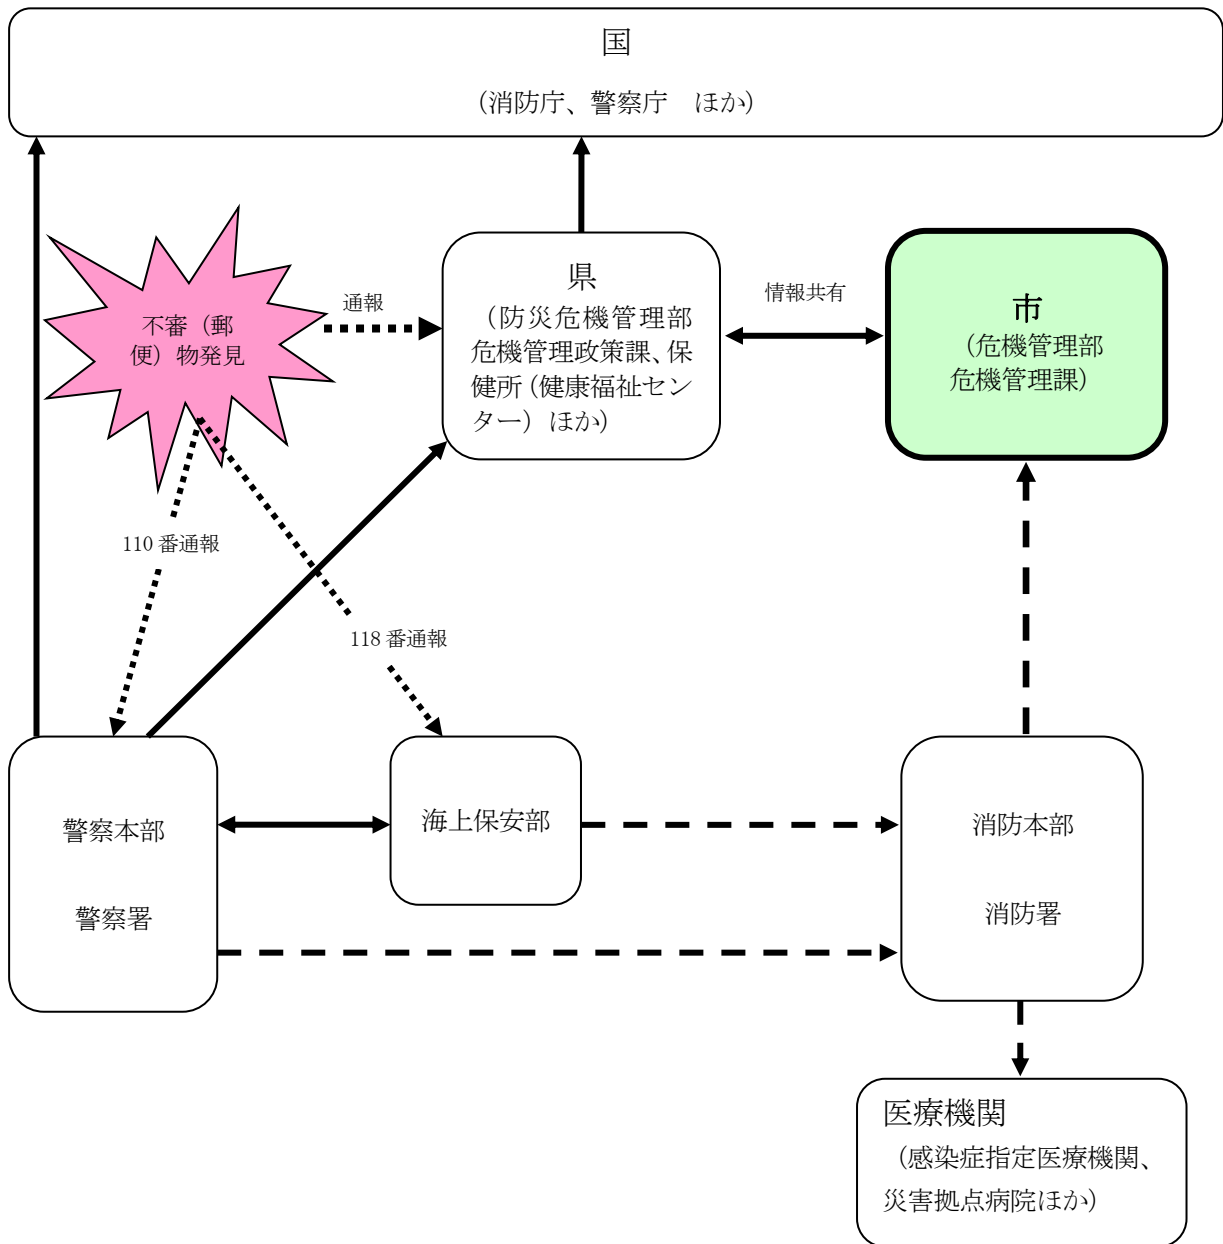 国
（消防庁、警察庁　ほか）
不審（郵
便）物発見
通報
県
（防災危機管理部
危機管理政策課、保
健所（健康福祉セン
ター）ほか）
情報共有
市
（危機管理部
危機管理課）
110 番通報
118 番通報
警察本部
警察署
海上保安部
消防本部
消防署
医療機関
（感染症指定医療機関、
災害拠点病院ほか）